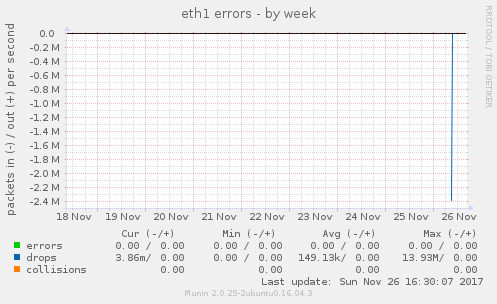 eth1 errors - by week
RRDTOOL / TOBI OETIKER
packets in (-) / out (+) per second
0.0
-0.2 M
-0.4 M
-0.6 M
-0.8 M
-1.0 M
-1.2 M
-1.4 M
-1.6 M
-1.8 M
-2.0 M
-2.2 M
-2.4 M
18 Nov 19 Nov 20 Nov 21 Nov 22 Nov 23 Nov 24 Nov 25 Nov 26 Nov
Cur (-/+) Min (-/+) Avg (-/+) Max (-/+)
errors 0.00 / 0.00 0.00 / 0.00 0.00 / 0.00 0.00 / 0.00
drops 3.86m/ 0.00 0.00 / 0.00 149.13k/ 0.00 13.93M/ 0.00
collisions 0.00 0.00 0.00 0.00
Last update: Sun Nov 26 16:30:07 2017
Munin 2.0.25-2ubuntu0.16.04.3